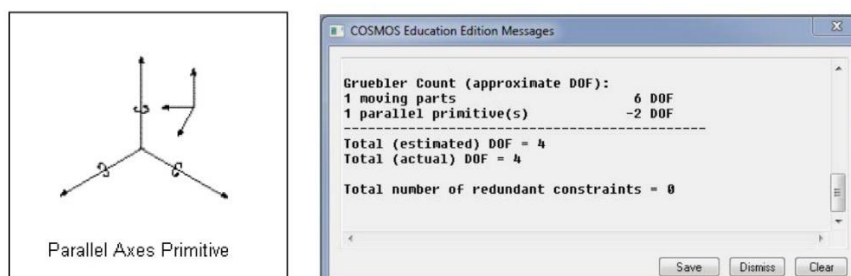 Parallel Axes Primitive
COSMOS Education Edition Messages
Gruebler Count (approximate DOF):
1 moving parts 6 DOF
1 parallel primitive(s) -2 DOF
------------------------------------------------
Total (estimated) DOF = 4
Total (actual) DOF = 4
Total number of redundant constraints = 0
Save Dismiss Clear